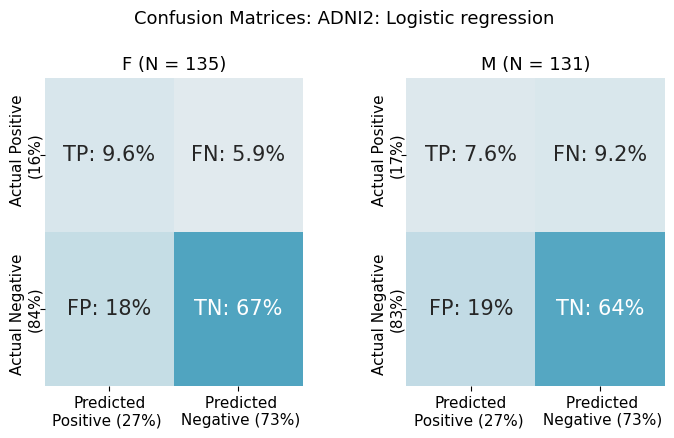 Confusion Matrices: ADNI2: Logistic regression
F (N = 135)
Actual Positive
(16%)
TP: 9.6%
FN: 5.9%
Actual Negative
(84%)
FP: 18%
TN: 67%
Predicted
Positive (27%)
Predicted
Negative (73%)
M (N = 131)
Actual Positive
(17%)
TP: 7.6%
FN: 9.2%
Actual Negative
(83%)
FP: 19%
TN: 64%
Predicted
Positive (27%)
Predicted
Negative (73%)